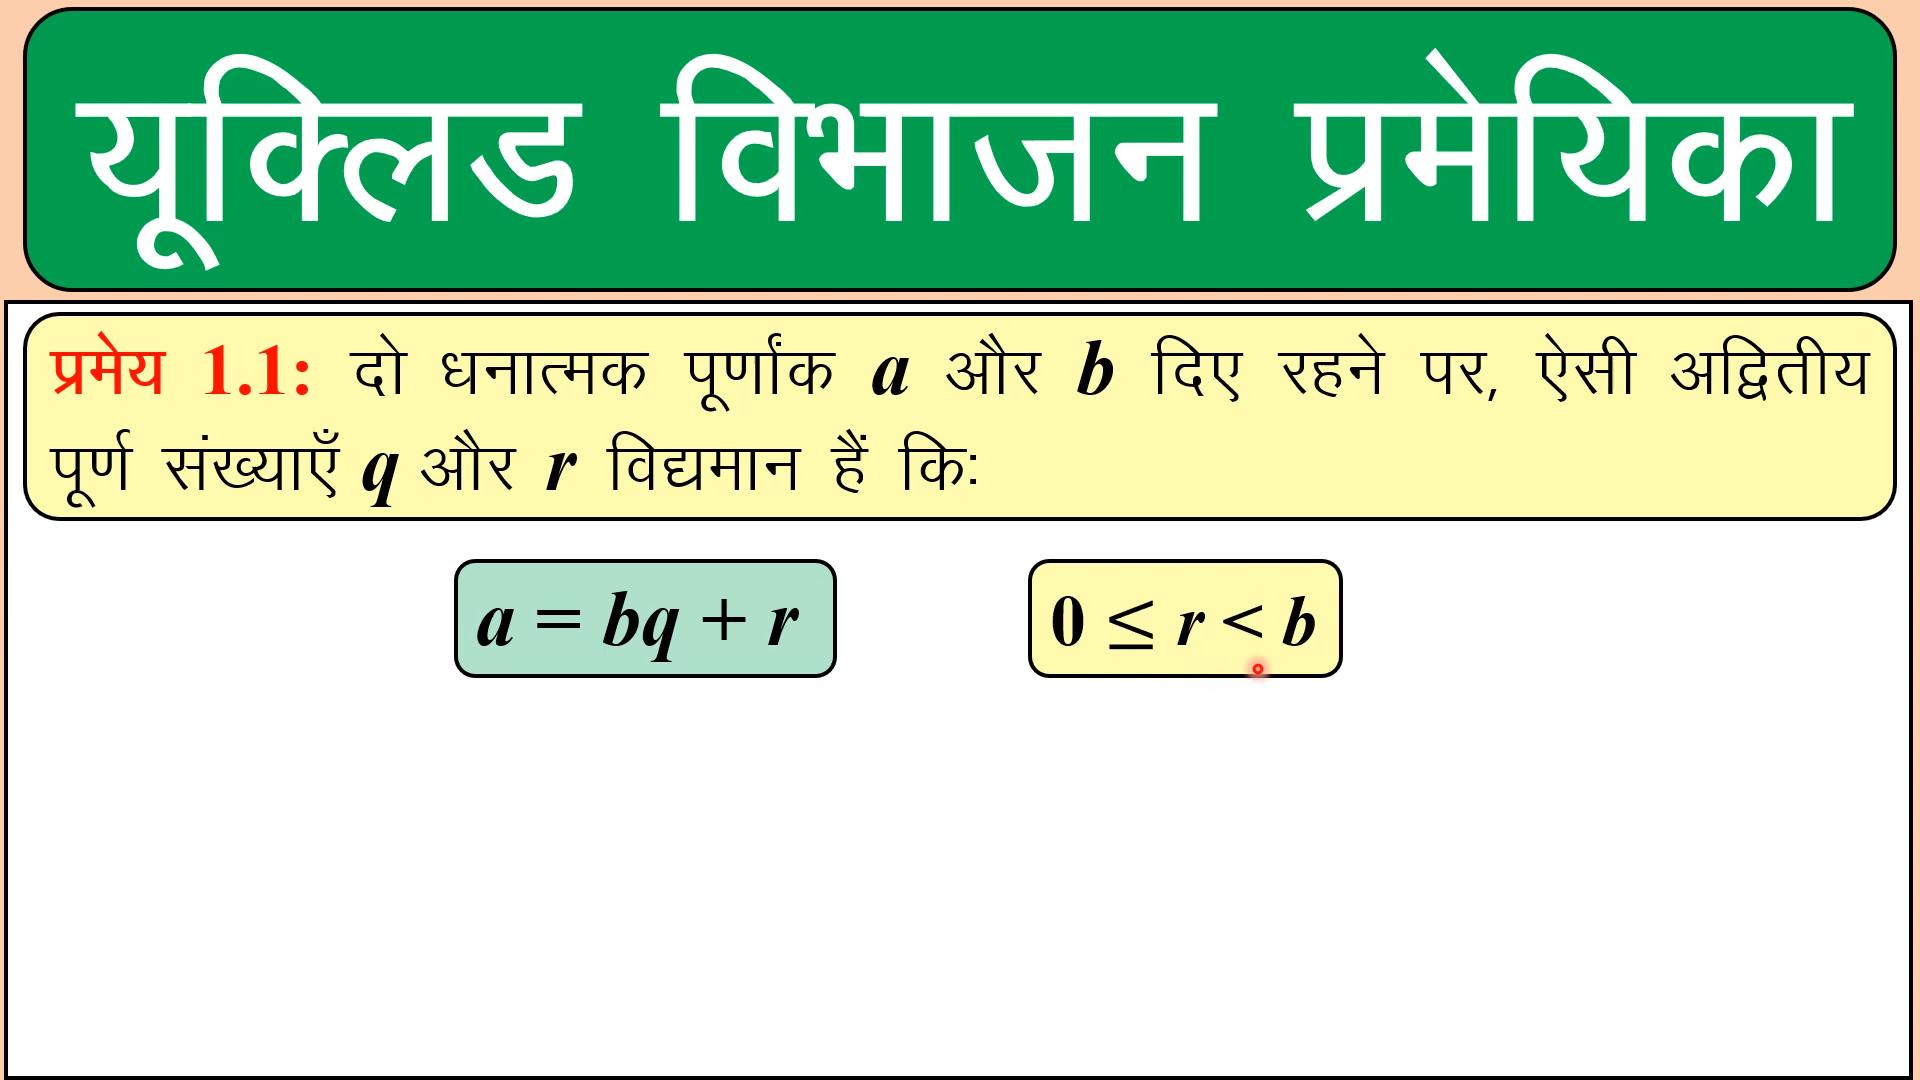 यूक्लिड विभाजन प्रमेयिका
प्रमेय 1.1: दो धनात्मक पूर्णांक a और b दिए रहने पर, ऐसी अद्वितीय
पूर्ण संख्याएँ q और r विद्यमान हैं कि:
a = bq + r
0 ≤ r < b